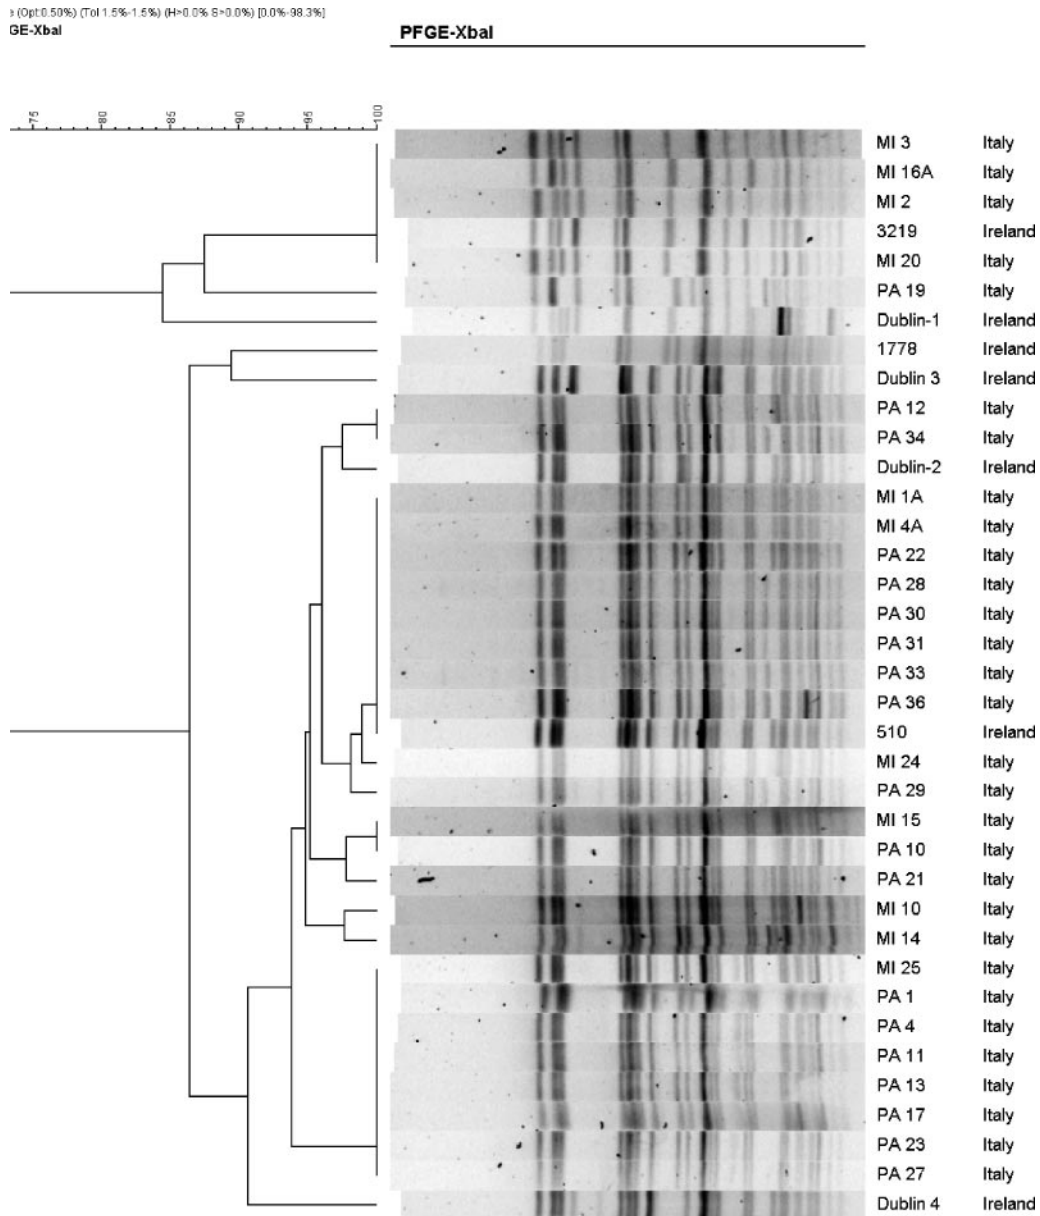 (Opt:0.50%) (Tol 1.5%-1.5%) (H>0.0% S>0.0%) [0.0%-98.3%]
GE-XbaI PFGE-XbaI
75 80 85 90 95 100
MI 3 Italy
MI 16A Italy
MI 2 Italy
3219 Ireland
MI 20 Italy
PA 19 Italy
Dublin-1 Ireland
1778 Ireland
Dublin 3 Ireland
PA 12 Italy
PA 34 Italy
Dublin-2 Ireland
MI 1A Italy
MI 4A Italy
PA 22 Italy
PA 28 Italy
PA 30 Italy
PA 31 Italy
PA 33 Italy
PA 36 Italy
510 Ireland
MI 24 Italy
PA 29 Italy
MI 15 Italy
PA 10 Italy
PA 21 Italy
MI 10 Italy
MI 14 Italy
MI 25 Italy
PA 1 Italy
PA 4 Italy
PA 11 Italy
PA 13 Italy
PA 17 Italy
PA 23 Italy
PA 27 Italy
Dublin 4 Ireland